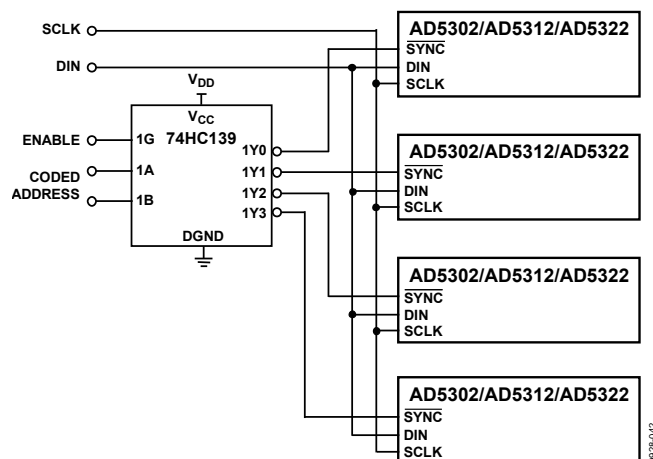 SCLK
DIN
VDD
VCC
74HC139
ENABLE
1G
CODED
ADDRESS
1A
1B
1Y0
1Y1
1Y2
1Y3
DGND
AD5302/AD5312/AD5322
SYNC
DIN
SCLK
AD5302/AD5312/AD5322
SYNC
DIN
SCLK
AD5302/AD5312/AD5322
SYNC
DIN
SCLK
AD5302/AD5312/AD5322
SYNC
DIN
SCLK